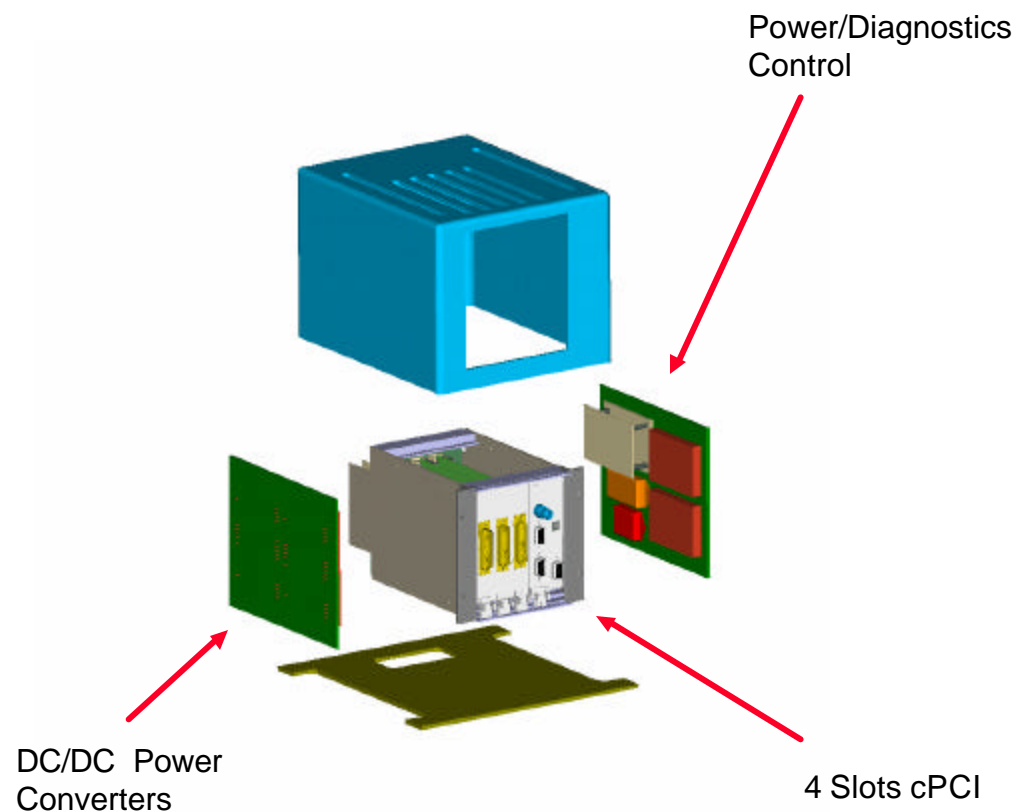 Power/Diagnostics
Control
DC/DC Power
Converters
4 Slots cPCI